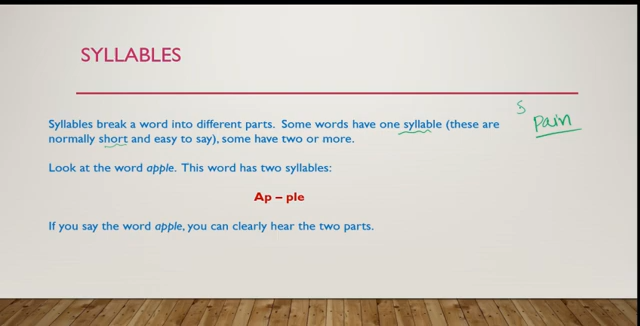 SYLLABLES
Syllables break a word into different parts. Some words have one syllable (these are
normally short and easy to say), some have two or more.
Look at the word apple. This word has two syllables:
Ap – ple
If you say the word apple, you can clearly hear the two parts.
pain